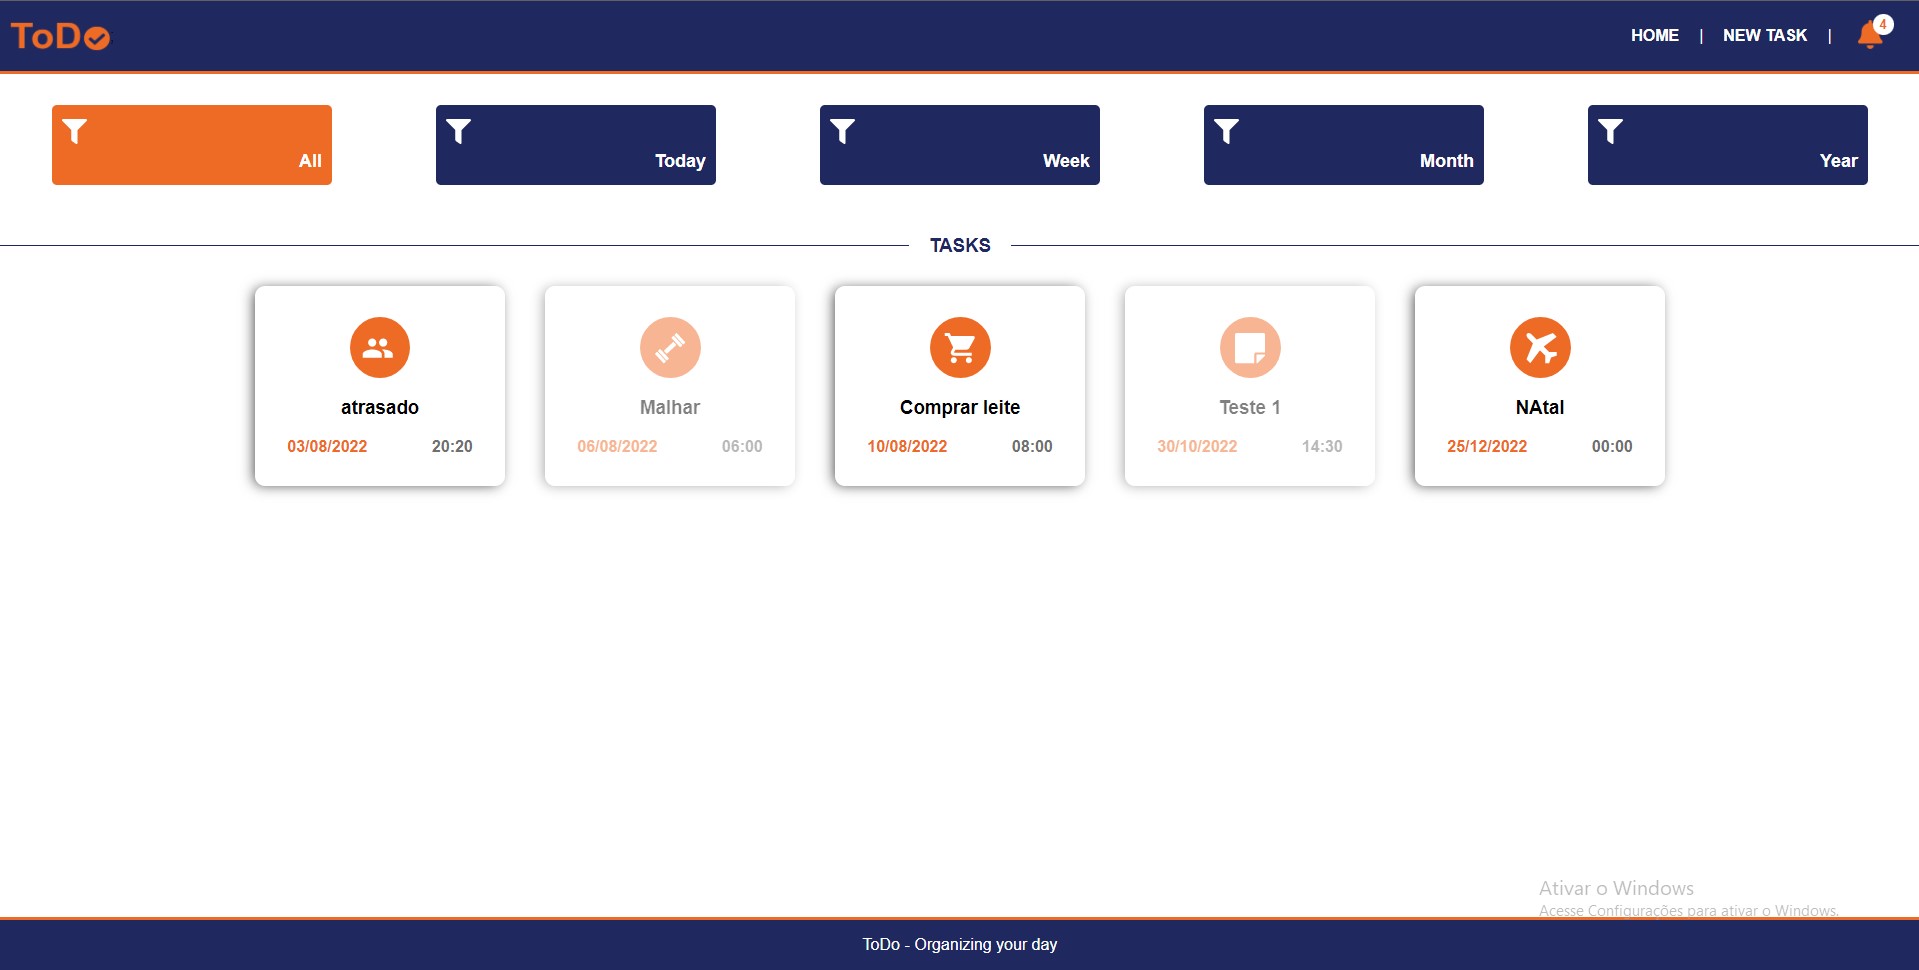 ToDo
HOME | NEW TASK | 4
All
Today
Week
Month
Year
TASKS
atrasado
03/08/2022 20:20
Malhar
06/08/2022 06:00
Comprar leite
10/08/2022 08:00
Teste 1
30/10/2022 14:30
NAtal
25/12/2022 00:00
Ativar o Windows
Acesse Configurações para ativar o Windows.
ToDo - Organizing your day